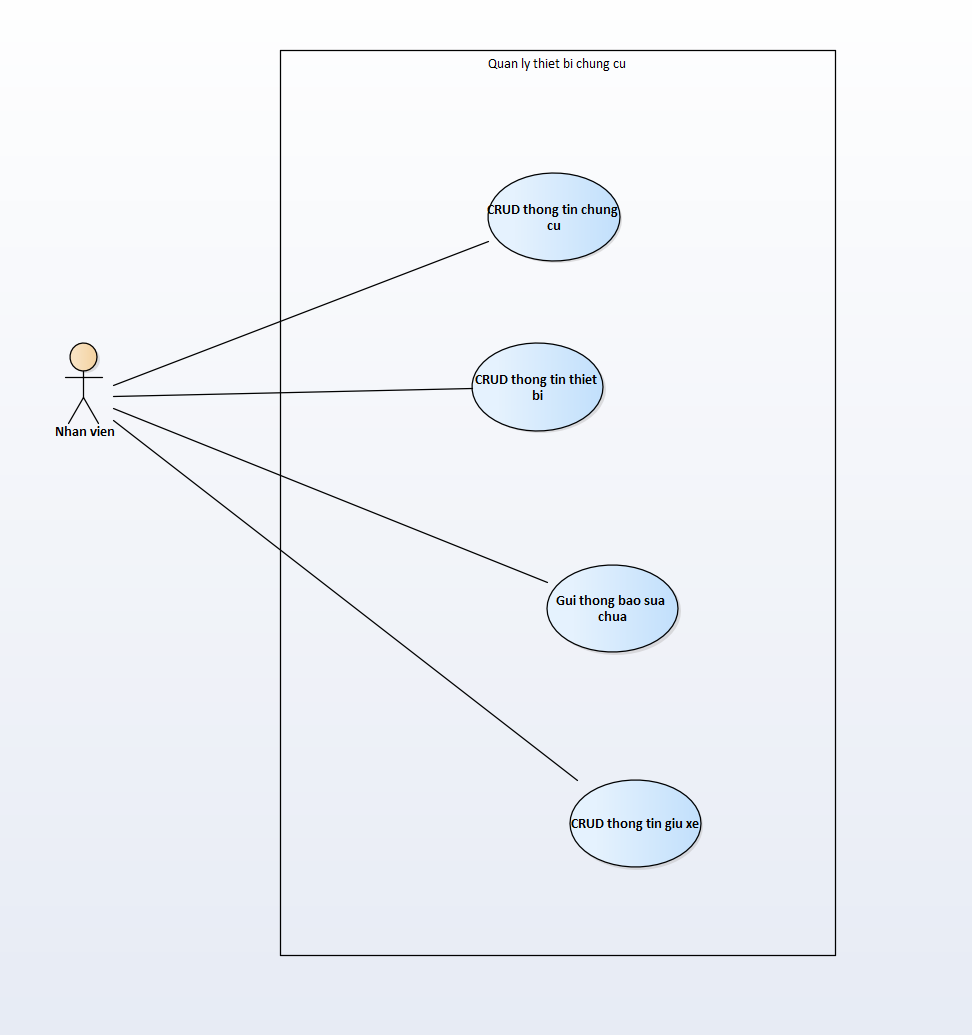 Quan ly thiet bi chung cu
CRUD thong tin chung
cu
CRUD thong tin thiet
bi
Nhan vien
Gui thong bao sua
chua
CRUD thong tin giu xe